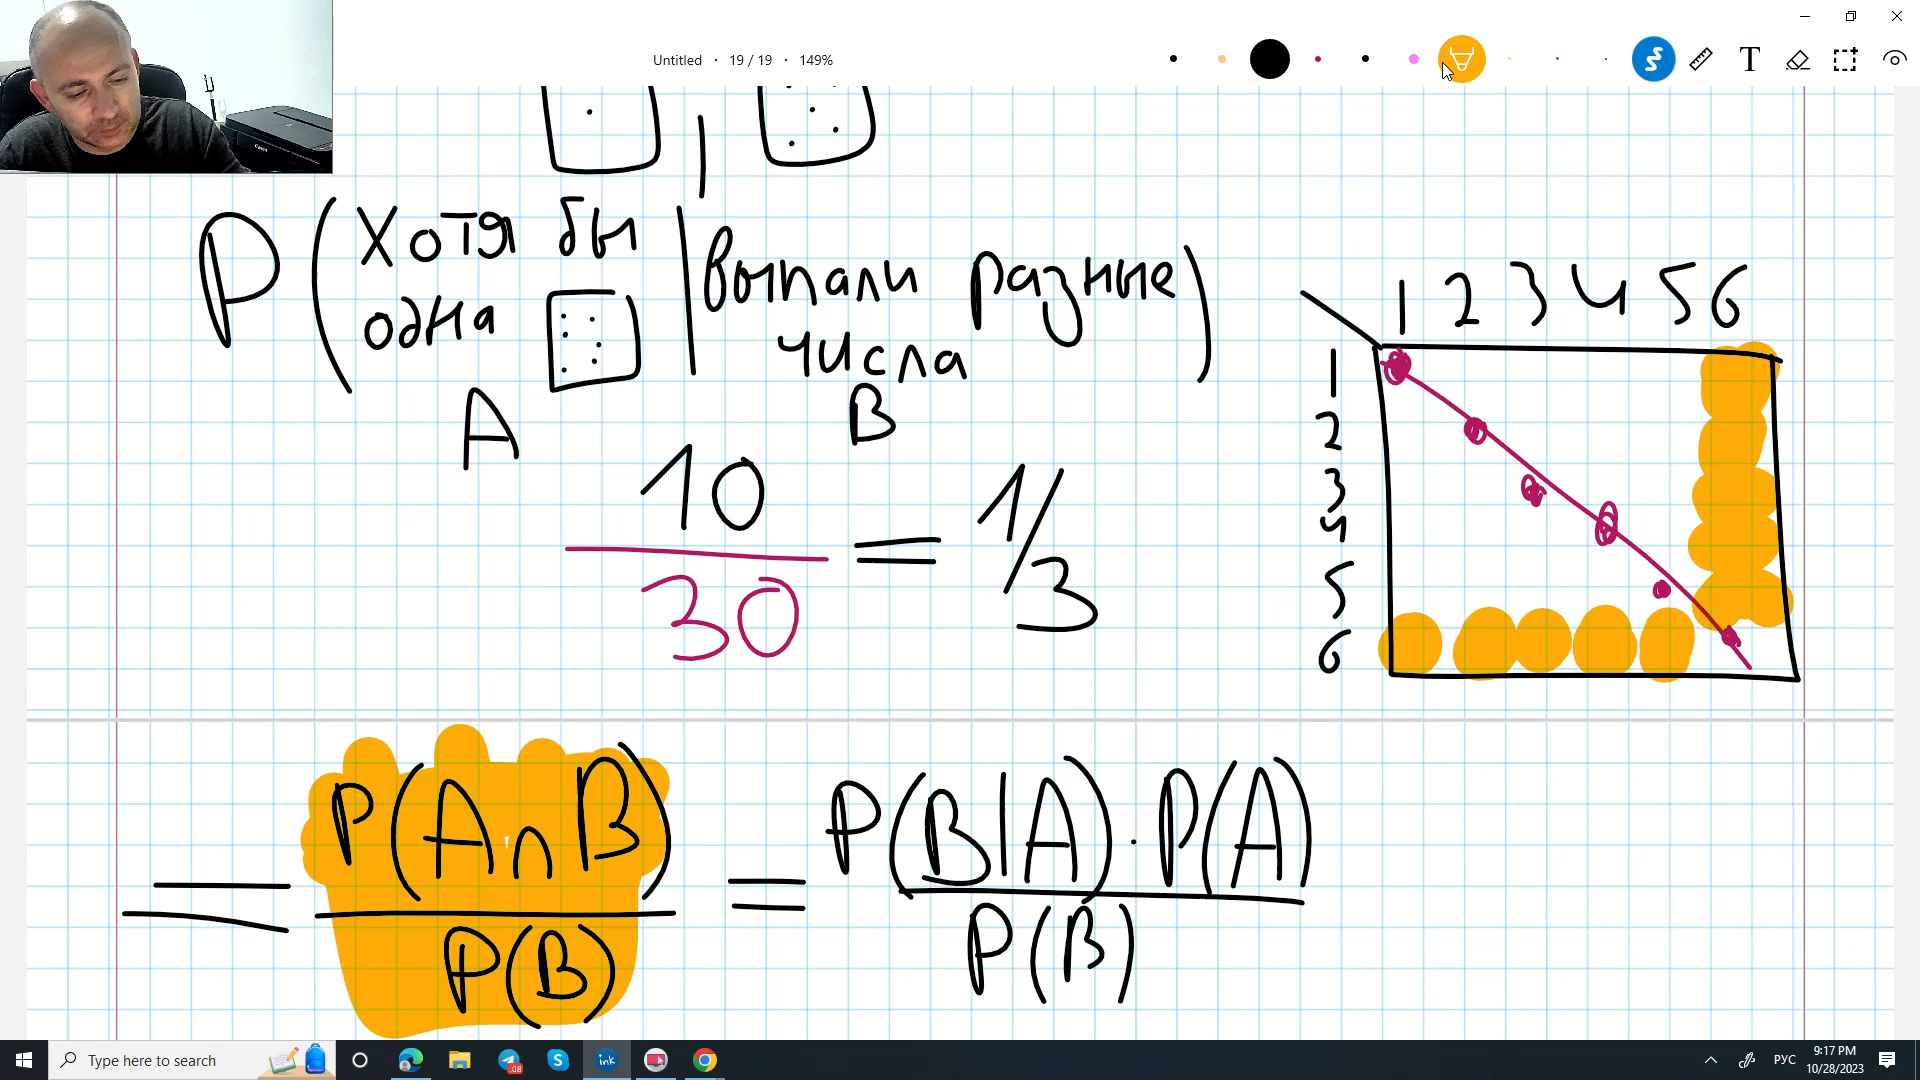 Untitled · 19 / 19 · 149%
P(Хотя бы одна | выпали разные числа)
A B
10/30 = 1/3
1 2 3 4 5 6
1
2
3
4
5
6
= P(A∩B)/P(B) = P(B|A)·P(A)/P(B)
Type here to search
ink
РУС
9:17 PM
10/28/2023